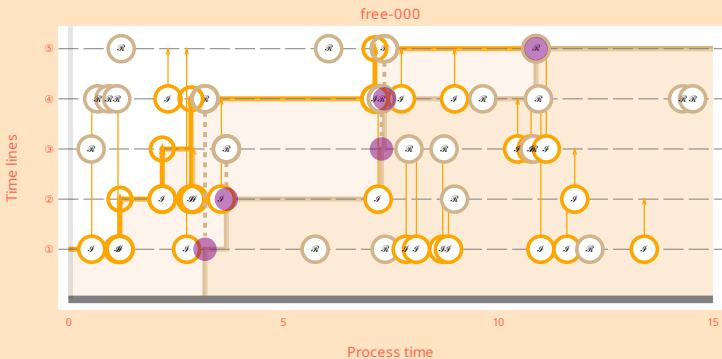 free-000
Time lines
⑤
④
③
②
①
ℛ ℛ ℛ
ℛ ℛ ℛ ℐ ℛ ℐ ℐ ℛ ℛ ℛ ℛ
ℛ ℛ ℛ ℛ ℐ ℐ
ℐ ℐ ℐ ℛ ℐ
ℐ ℐ ℐ ℛ ℛ ℐ ℐ ℐ ℐ ℐ ℐ ℛ ℐ
0 5 10 15
Process time